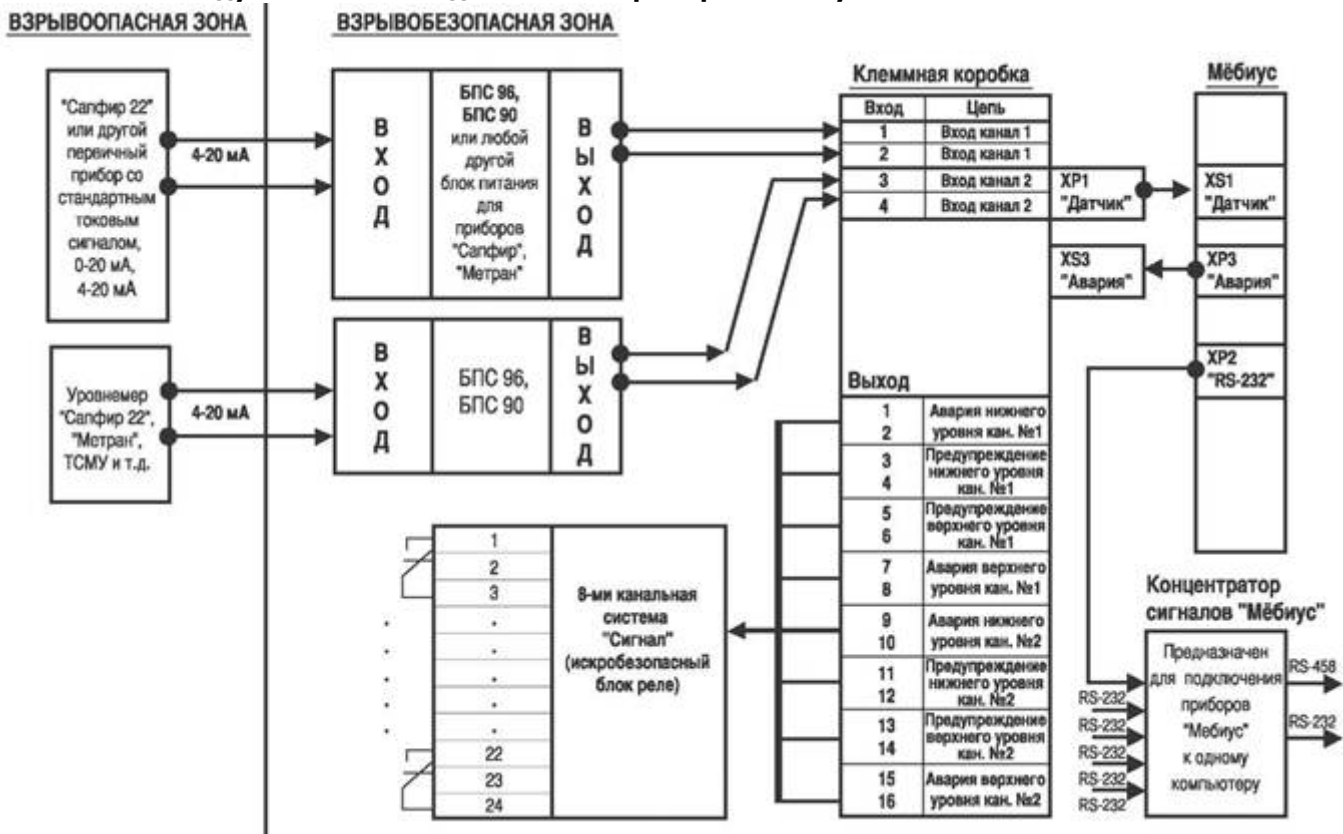 ВЗРЫВООПАСНАЯ ЗОНА
ВЗРЫВОБЕЗОПАСНАЯ ЗОНА
"Сапфир 22"
или другой
первичный
прибор со
стандартным
токовым
сигналом,
0-20 мА,
4-20 мА
4-20 мА
ВХОД
БПС 96,
БПС 90
или любой
другой
блок питания
для
приборов
"Сапфир",
"Метран"
ВЫХОД
Уровнемер
"Сапфир 22",
"Метран",
ТСМУ и т.д.
4-20 мА
ВХОД
БПС 96,
БПС 90
ВЫХОД
Клеммная коробка
Вход Цепь
1 Вход канал 1
2 Вход канал 1
3 Вход канал 2
4 Вход канал 2
XP1
"Датчик"
XS3
"Авария"
Мёбиус
XS1
"Датчик"
XP3
"Авария"
XP2
"RS-232"
Выход
1 Авария нижнего
2 уровня кан. №1
3 Предупреждение
нижнего уровня
4 кан. №1
5 Предупреждение
верхнего уровня
6 кан. №1
7 Авария верхнего
8 уровня кан. №1
9 Авария нижнего
10 уровня кан. №2
11 Предупреждение
нижнего уровня
12 кан. №2
13 Предупреждение
верхнего уровня
14 кан. №2
15 Авария верхнего
16 уровня кан. №2
1
2
3
22
23
24
8-ми канальная
система
"Сигнал"
(искробезопасный
блок реле)
Концентратор
сигналов "Мёбиус"
Предназначен
для подключения
приборов
"Мебиус"
к одному
компьютеру
RS-232
RS-232
RS-232
RS-232
RS-232
RS-458
RS-232